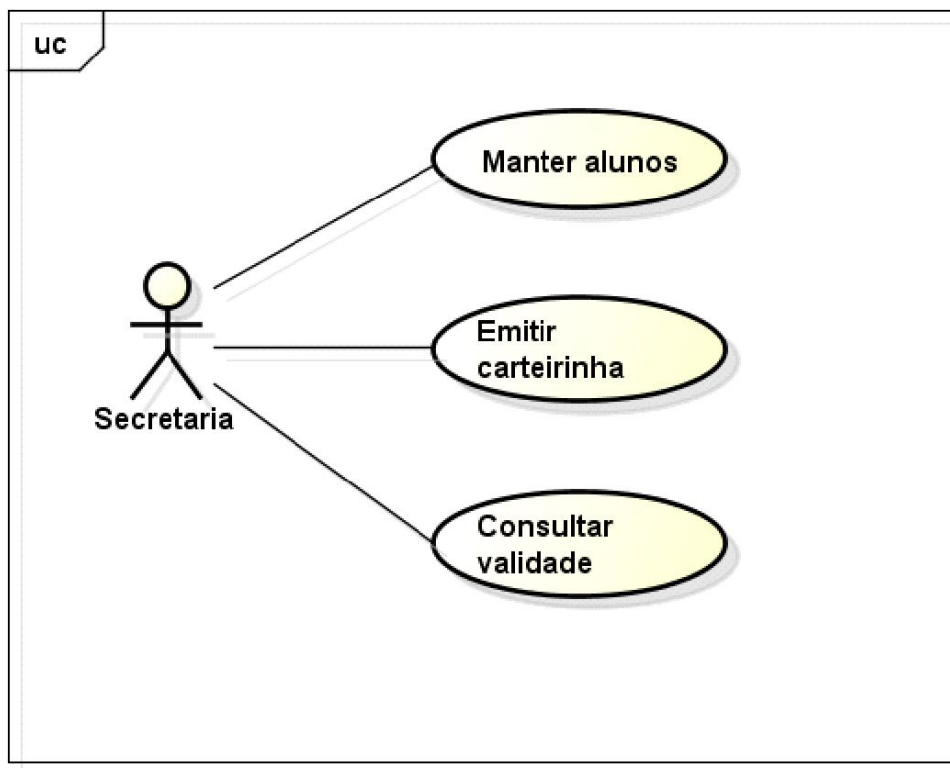 uc
Manter alunos
Emitir
carteirinha
Secretaria
Consultar
validade